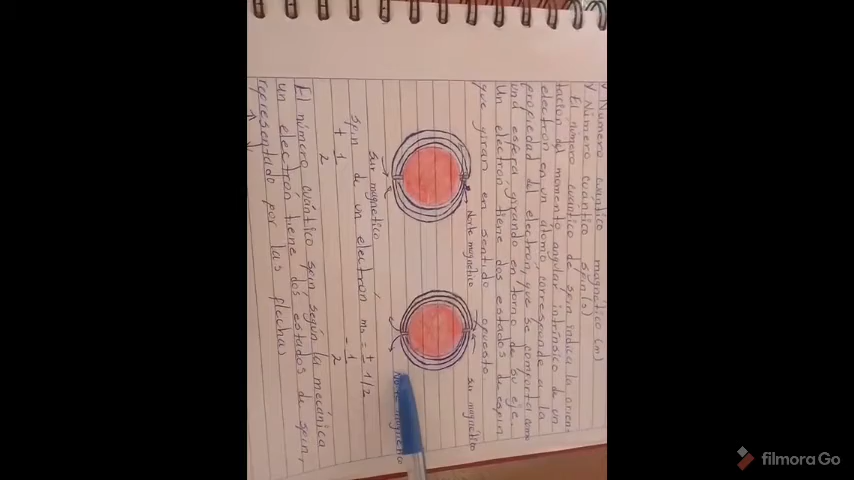 √ Número cuántico magnético (m)
√ Número cuántico spin (s)
El número cuántico de spin indica la orien-
tación del momento angular intrínsico de un
electrón en un átomo, corresponde a la
propiedad del electrón, que se comporta como
una esfera girando en torno de su eje.
Un electrón tiene dos estados de espin
que giran en sentido opuesto.
Norte magnético
sur magnético
sur magnético
Norte magnético
spin de un electrón ms = ± 1/2
+ 1/2
- 1/2
El número cuántico spin, según la mecánica
un electrón tiene dos estados de spin,
representado por las flechas
↑ ↓
filmora Go